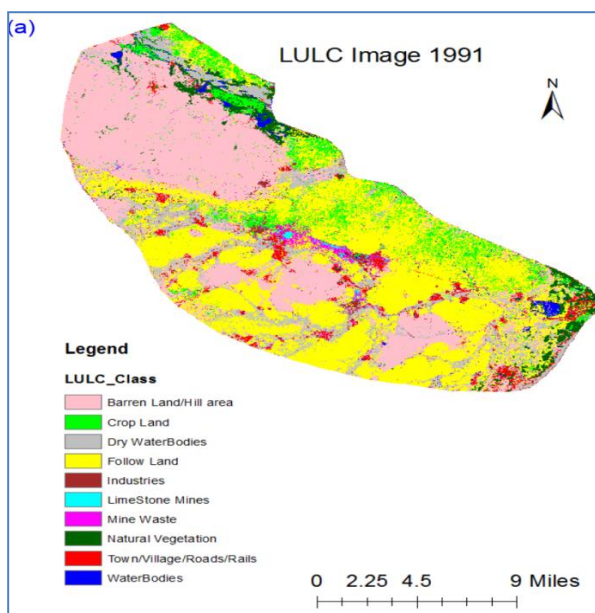 (a)
LULC Image 1991
N
Legend
LULC_Class
Barren Land/Hill area
Crop Land
Dry WaterBodies
Follow Land
Industries
LimeStone Mines
Mine Waste
Natural Vegetation
Town/Village/Roads/Rails
WaterBodies
0 2.25 4.5 9 Miles